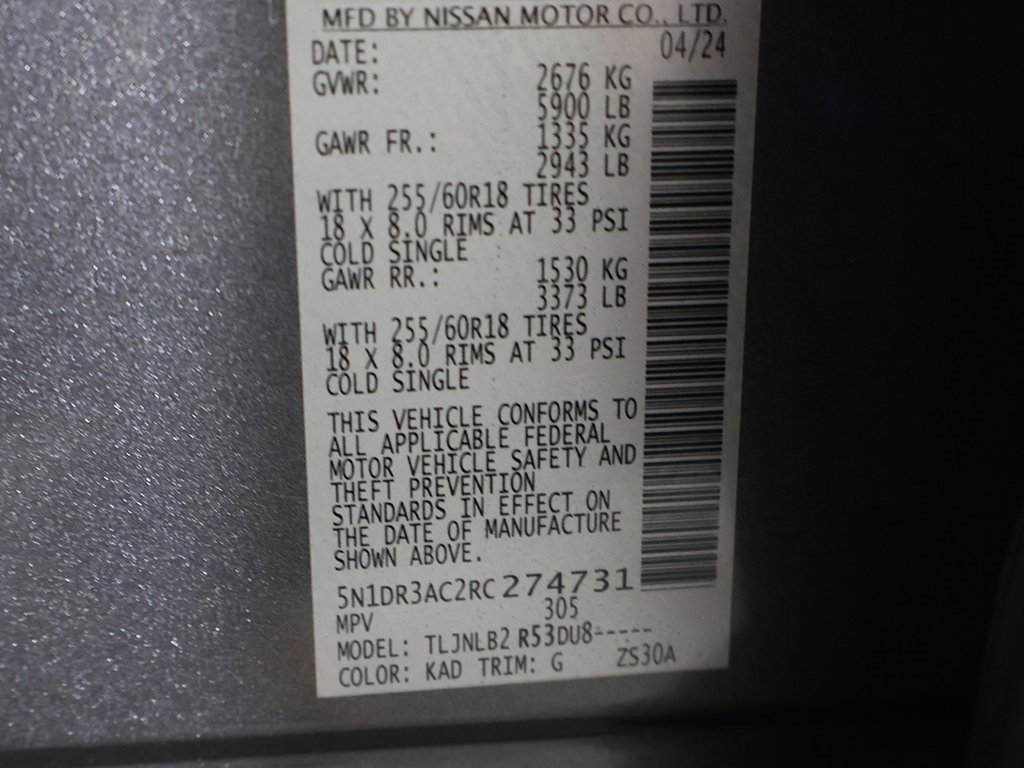 MFD BY NISSAN MOTOR CO., LTD.
DATE: 04/24
GVWR: 2676 KG
5900 LB
GAWR FR.: 1335 KG
2943 LB
WITH 255/60R18 TIRES
18 X 8.0 RIMS AT 33 PSI
COLD SINGLE
GAWR RR.: 1530 KG
3373 LB
WITH 255/60R18 TIRES
18 X 8.0 RIMS AT 33 PSI
COLD SINGLE
THIS VEHICLE CONFORMS TO
ALL APPLICABLE FEDERAL
MOTOR VEHICLE SAFETY AND
THEFT PREVENTION
STANDARDS IN EFFECT ON
THE DATE OF MANUFACTURE
SHOWN ABOVE.
5N1DR3AC2RC274731
MPV 305
MODEL: TLJNLB2 R53DU8-----
COLOR: KAD TRIM: G ZS30A